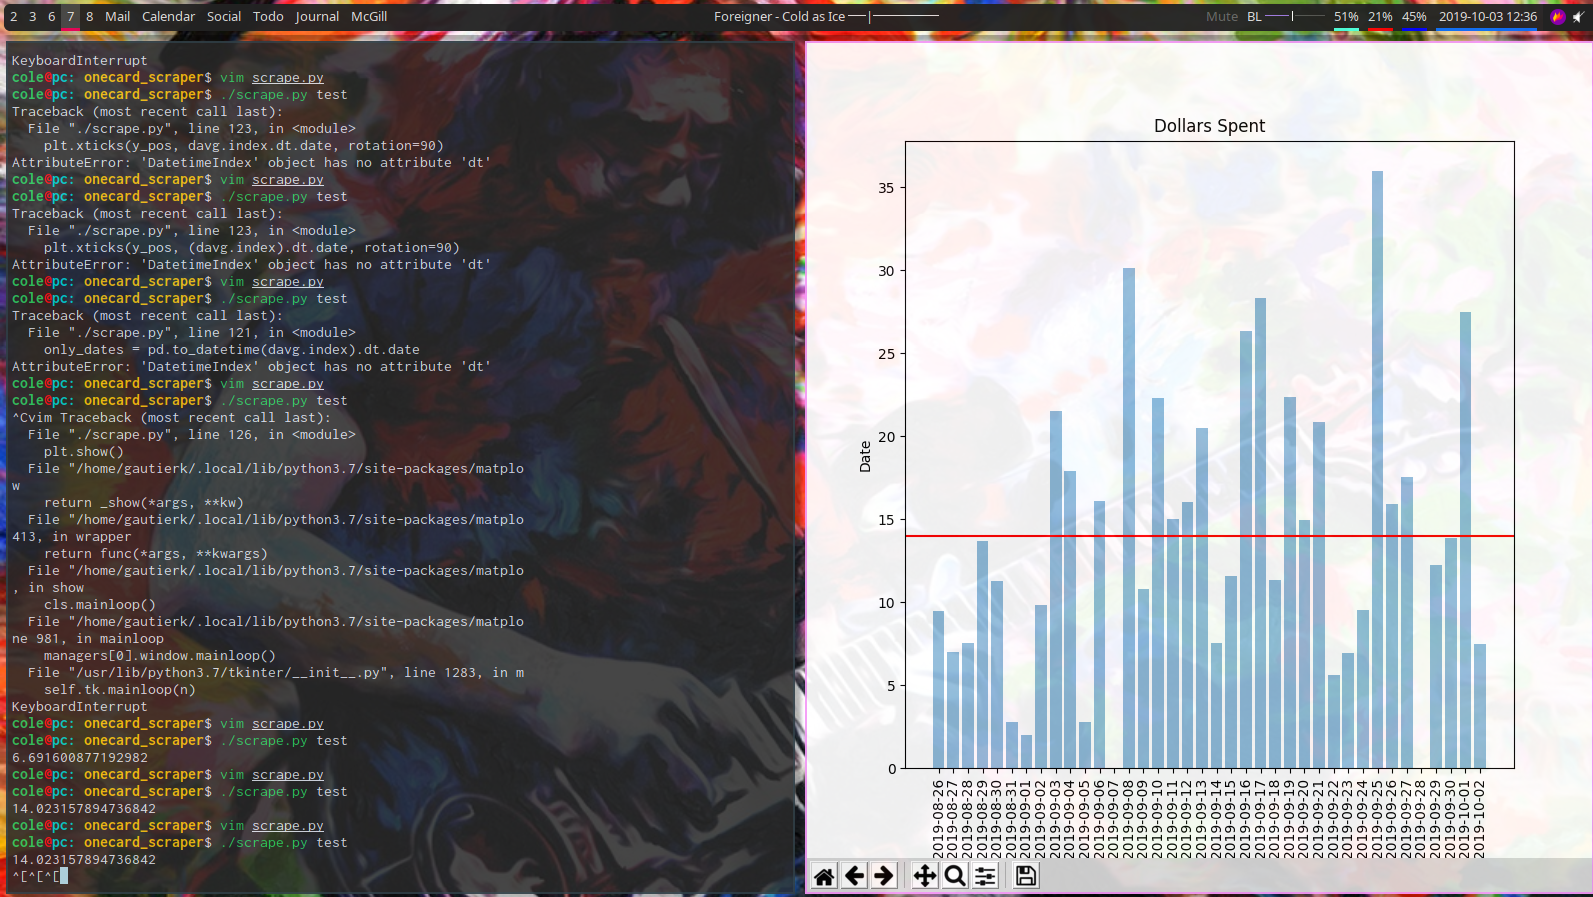 2 3 6 7 8 Mail Calendar Social Todo Journal McGill
Foreigner - Cold as Ice
Mute BL 51% 21% 45% 2019-10-03 12:36
KeyboardInterrupt
cole@pc: onecard_scraper$ vim scrape.py
cole@pc: onecard_scraper$ ./scrape.py test
Traceback (most recent call last):
  File "./scrape.py", line 123, in <module>
    plt.xticks(y_pos, davg.index.dt.date, rotation=90)
AttributeError: 'DatetimeIndex' object has no attribute 'dt'
cole@pc: onecard_scraper$ vim scrape.py
cole@pc: onecard_scraper$ ./scrape.py test
Traceback (most recent call last):
  File "./scrape.py", line 123, in <module>
    plt.xticks(y_pos, (davg.index).dt.date, rotation=90)
AttributeError: 'DatetimeIndex' object has no attribute 'dt'
cole@pc: onecard_scraper$ vim scrape.py
cole@pc: onecard_scraper$ ./scrape.py test
Traceback (most recent call last):
  File "./scrape.py", line 121, in <module>
    only_dates = pd.to_datetime(davg.index).dt.date
AttributeError: 'DatetimeIndex' object has no attribute 'dt'
cole@pc: onecard_scraper$ vim scrape.py
cole@pc: onecard_scraper$ ./scrape.py test
^Cvim Traceback (most recent call last):
  File "./scrape.py", line 126, in <module>
    plt.show()
  File "/home/gautierk/.local/lib/python3.7/site-packages/matplo
w
    return _show(*args, **kw)
  File "/home/gautierk/.local/lib/python3.7/site-packages/matplo
413, in wrapper
    return func(*args, **kwargs)
  File "/home/gautierk/.local/lib/python3.7/site-packages/matplo
, in show
    cls.mainloop()
  File "/home/gautierk/.local/lib/python3.7/site-packages/matplo
ne 981, in mainloop
    managers[0].window.mainloop()
  File "/usr/lib/python3.7/tkinter/__init__.py", line 1283, in m
    self.tk.mainloop(n)
KeyboardInterrupt
cole@pc: onecard_scraper$ vim scrape.py
cole@pc: onecard_scraper$ ./scrape.py test
6.691600877192982
cole@pc: onecard_scraper$ vim scrape.py
cole@pc: onecard_scraper$ ./scrape.py test
14.023157894736842
cole@pc: onecard_scraper$ vim scrape.py
cole@pc: onecard_scraper$ ./scrape.py test
14.023157894736842
^[^[^[
Dollars Spent
35
30
25
20
15
10
5
0
Date
2019-08-26
2019-08-27
2019-08-28
2019-08-29
2019-08-30
2019-08-31
2019-09-01
2019-09-02
2019-09-03
2019-09-04
2019-09-05
2019-09-06
2019-09-07
2019-09-08
2019-09-09
2019-09-10
2019-09-11
2019-09-12
2019-09-13
2019-09-14
2019-09-15
2019-09-16
2019-09-17
2019-09-18
2019-09-19
2019-09-20
2019-09-21
2019-09-22
2019-09-23
2019-09-24
2019-09-25
2019-09-26
2019-09-27
2019-09-28
2019-09-29
2019-09-30
2019-10-01
2019-10-02